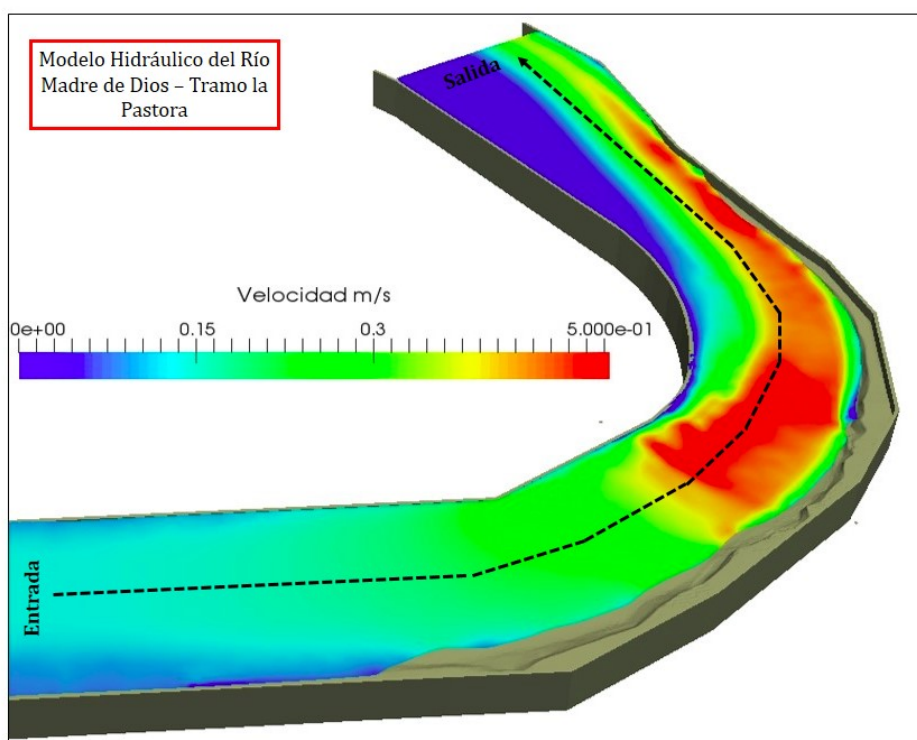 Modelo Hidráulico del Río
Madre de Dios – Tramo la
Pastora
Salida
Velocidad m/s
0e+00 0.15 0.3 5.000e-01
Entrada